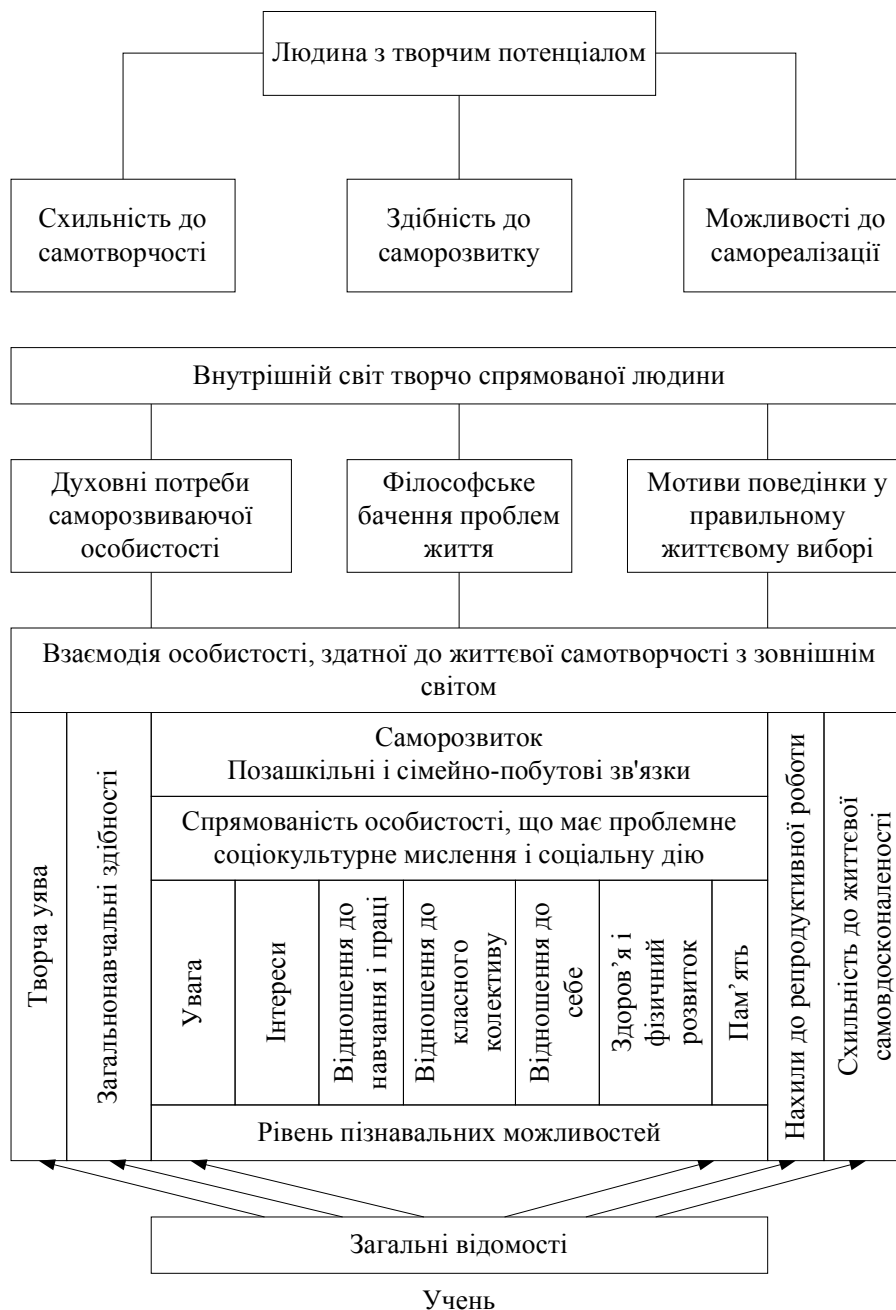 Людина з творчим потенціалом
Схильність до
самотворчості
Здібність до
саморозвитку
Можливості до
самореалізації
Внутрішній світ творчо спрямованої людини
Духовні потреби
саморозвиваючої
особистості
Філософське
бачення проблем
життя
Мотиви поведінки у
правильному
життєвому виборі
Взаємодія особистості, здатної до життєвої самотворчості з зовнішнім
світом
Творча уява
Загальнонавчальні здібності
Саморозвиток
Позашкільні і сімейно-побутові зв'язки
Спрямованість особистості, що має проблемне
соціокультурне мислення і соціальну дію
Увага
Інтереси
Відношення до
навчання і праці
Відношення до
класного
колективу
Відношення до
себе
Здоров’я і
фізичний
розвиток
Пам’ять
Нахили до репродуктивної роботи
Схильність до життєвої
самовдосконаленості
Рівень пізнавальних можливостей
Загальні відомості
Учень